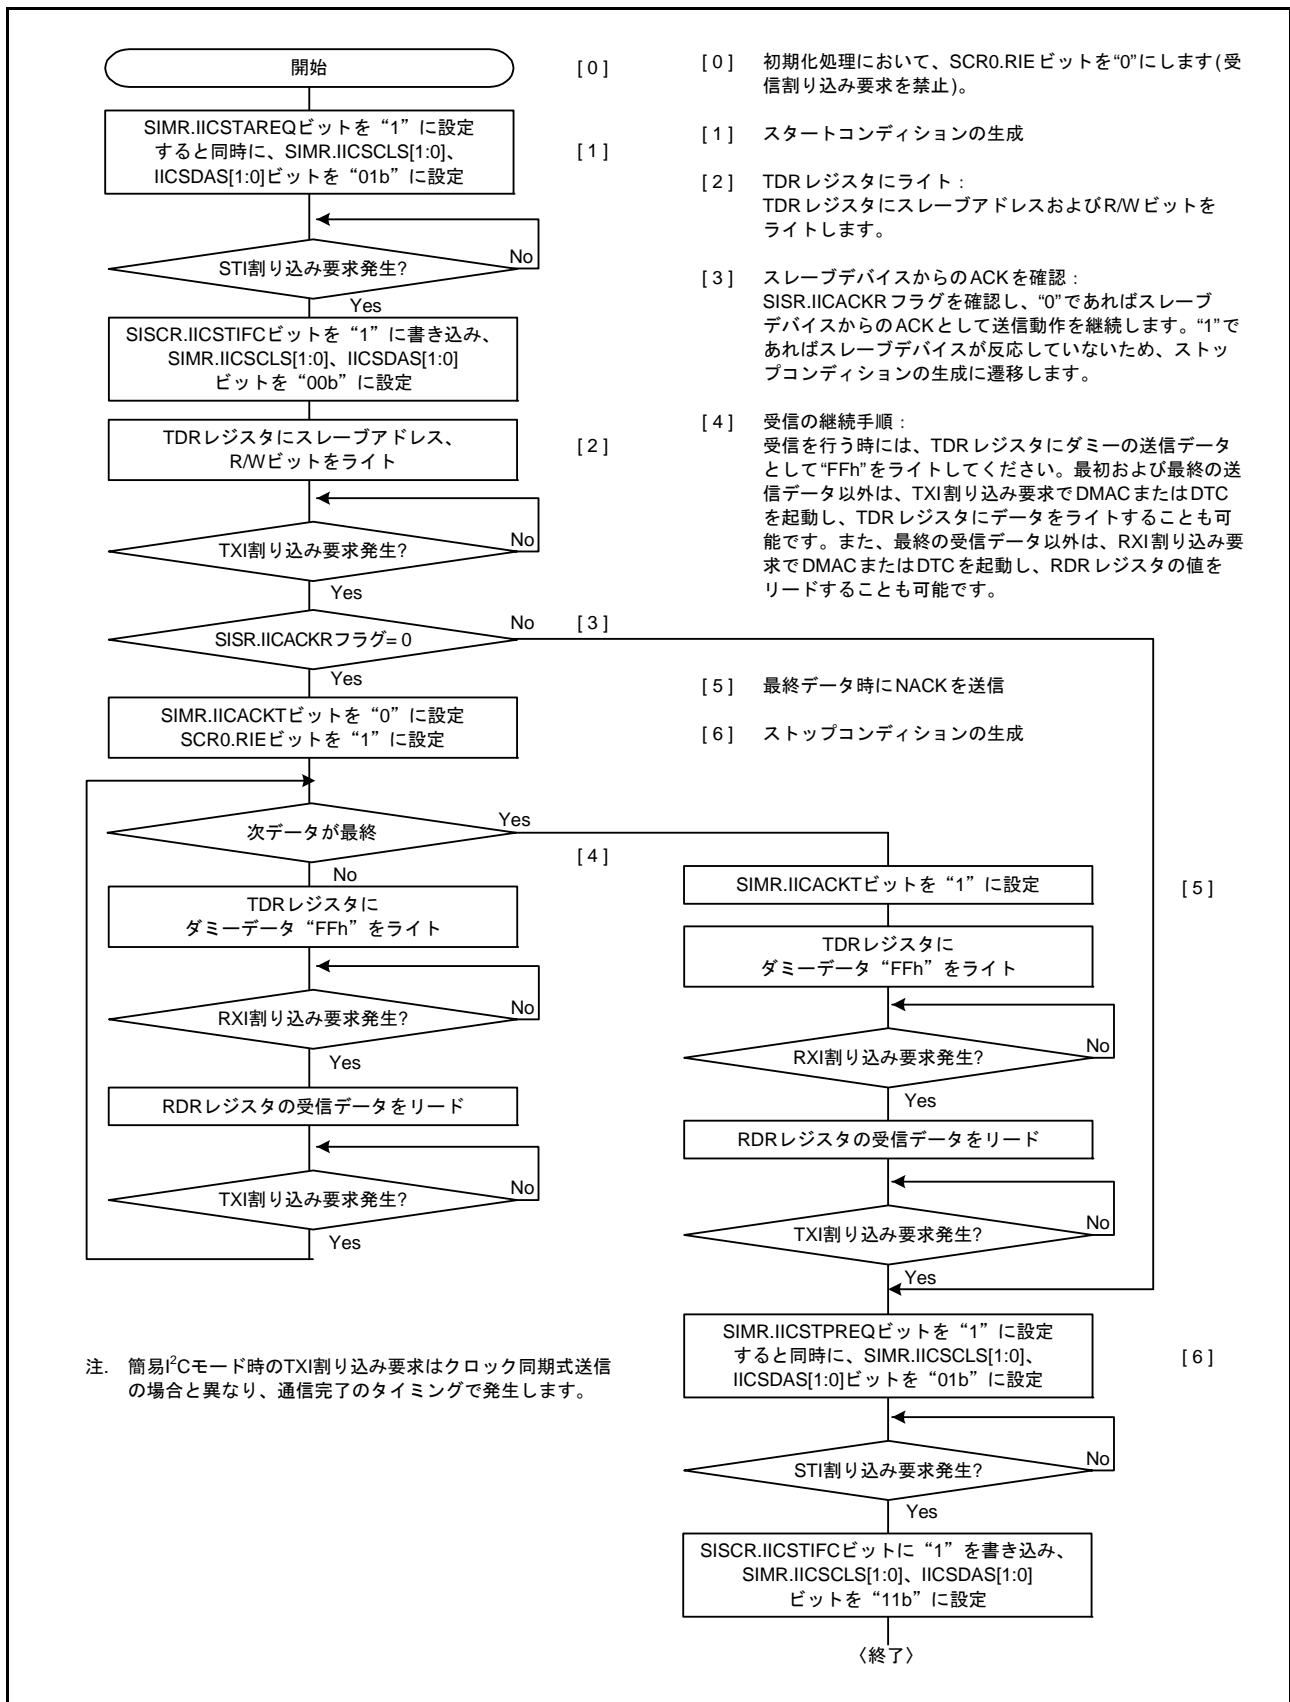 開始
[ 0 ]
SIMR.IICSTAREQビットを“1”に設定
すると同時に、SIMR.IICSCLS[1:0]、
IICSDAS[1:0]ビットを“01b”に設定
[ 1 ]
STI割り込み要求発生?
No
Yes
SISCR.IICSTIFCビットを“1”に書き込み、
SIMR.IICSCLS[1:0]、IICSDAS[1:0]
ビットを“00b”に設定
TDRレジスタにスレーブアドレス、
R/Wビットをライト
[ 2 ]
TXI割り込み要求発生?
No
Yes
SISR.IICACKRフラグ= 0
No
[ 3 ]
Yes
SIMR.IICACKTビットを“0”に設定
SCR0.RIEビットを“1”に設定
次データが最終
Yes
[ 4 ]
No
TDRレジスタに
ダミーデータ“FFh”をライト
RXI割り込み要求発生?
No
Yes
RDRレジスタの受信データをリード
TXI割り込み要求発生?
No
Yes
注. 簡易I²Cモード時のTXI割り込み要求はクロック同期式送信
の場合と異なり、通信完了のタイミングで発生します。
[ 0 ] 初期化処理において、SCR0.RIEビットを“0”にします(受
信割り込み要求を禁止)。
[ 1 ] スタートコンディションの生成
[ 2 ] TDRレジスタにライト:
TDRレジスタにスレーブアドレスおよびR/Wビットを
ライトします。
[ 3 ] スレーブデバイスからのACKを確認:
SISR.IICACKRフラグを確認し、“0”であればスレーブ
デバイスからのACKとして送信動作を継続します。“1”で
あればスレーブデバイスが反応していないため、ストッ
プコンディションの生成に遷移します。
[ 4 ] 受信の継続手順:
受信を行う時には、TDRレジスタにダミーの送信データ
として“FFh”をライトしてください。最初および最終の送
信データ以外は、TXI割り込み要求でDMACまたはDTC
を起動し、TDRレジスタにデータをライトすることも可
能です。また、最終の受信データ以外は、RXI割り込み要
求でDMACまたはDTCを起動し、RDRレジスタの値を
リードすることも可能です。
[ 5 ] 最終データ時にNACKを送信
[ 6 ] ストップコンディションの生成
SIMR.IICACKTビットを“1”に設定
[ 5 ]
TDRレジスタに
ダミーデータ“FFh”をライト
RXI割り込み要求発生?
No
Yes
RDRレジスタの受信データをリード
TXI割り込み要求発生?
No
Yes
SIMR.IICSTPREQビットを“1”に設定
すると同時に、SIMR.IICSCLS[1:0]、
IICSDAS[1:0]ビットを“01b”に設定
[ 6 ]
STI割り込み要求発生?
No
Yes
SISCR.IICSTIFCビットに“1”を書き込み、
SIMR.IICSCLS[1:0]、IICSDAS[1:0]
ビットを“11b”に設定
〈終了〉